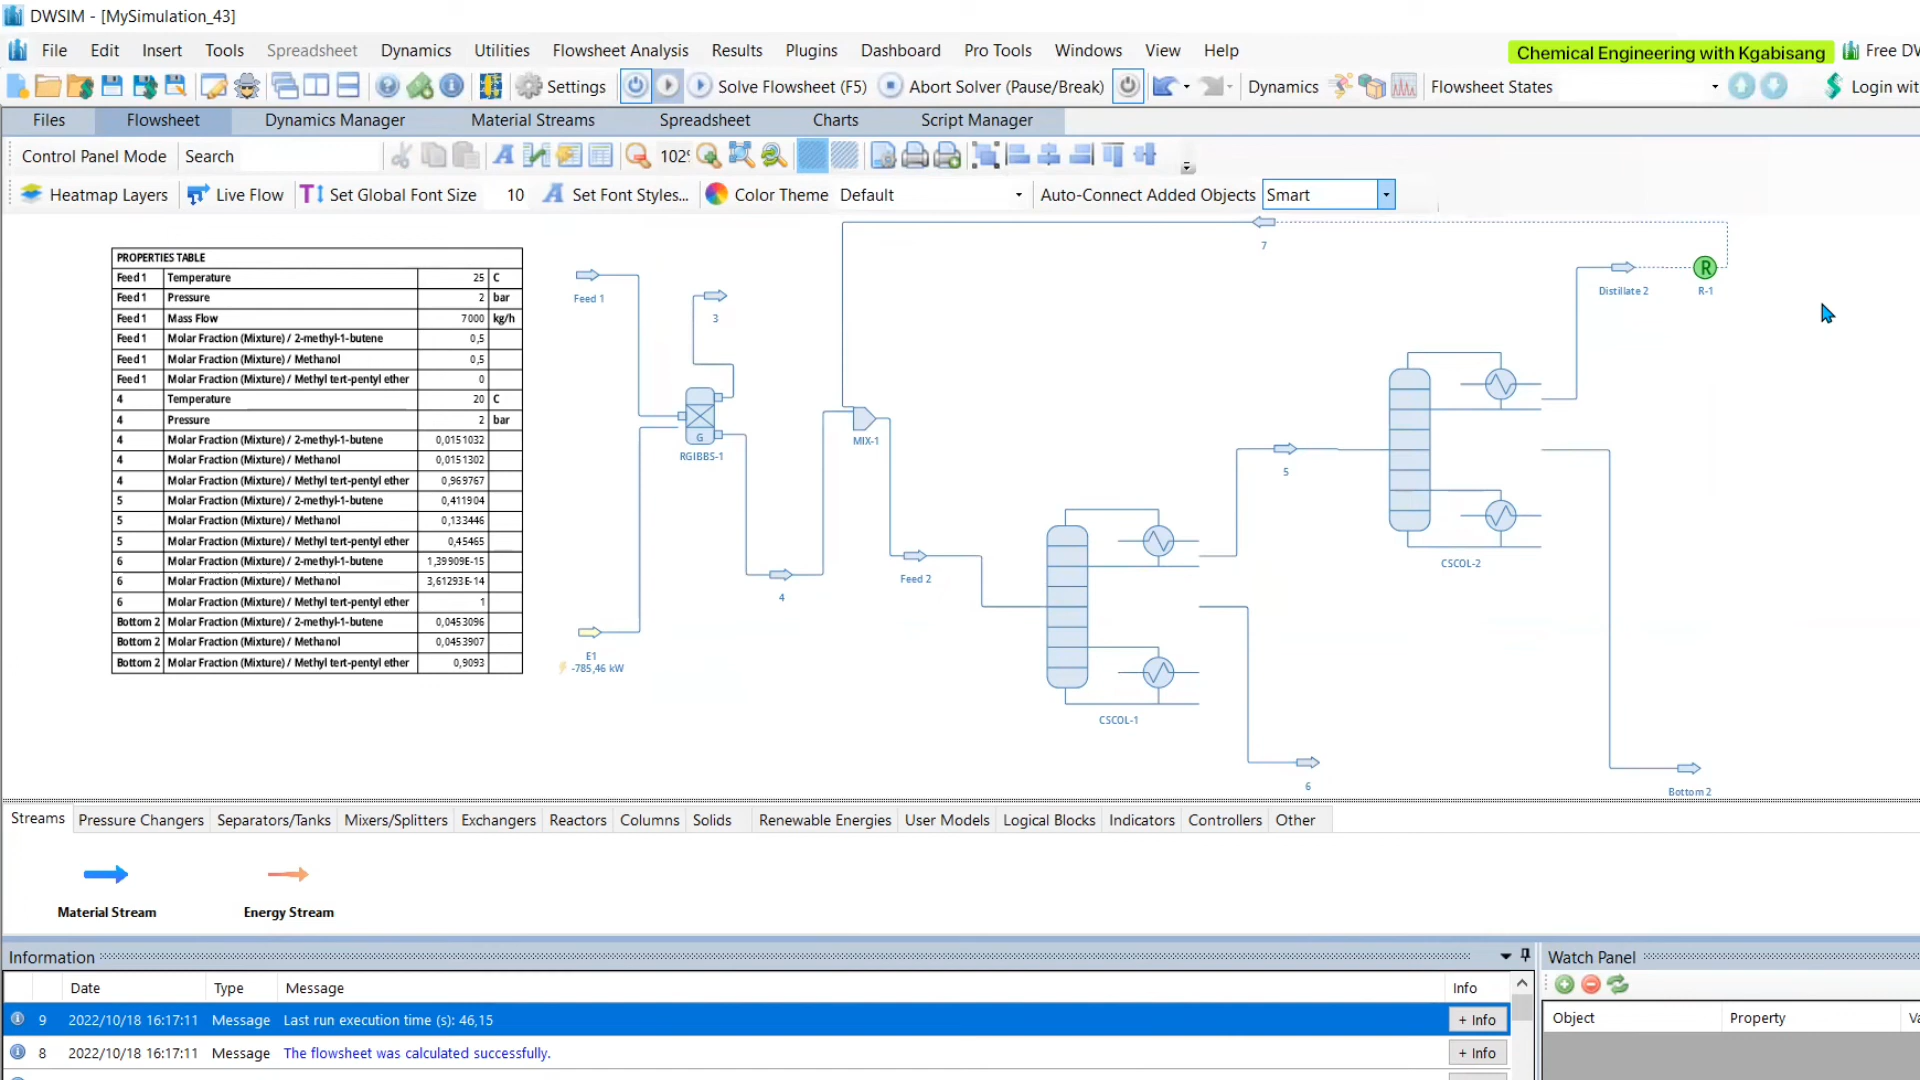 DWSIM - [MySimulation_43]
File Edit Insert Tools Spreadsheet Dynamics Utilities Flowsheet Analysis Results Plugins Dashboard Pro Tools Windows View Help
Chemical Engineering with Kgabisang
Free DW
Settings Solve Flowsheet (F5) Abort Solver (Pause/Break) Dynamics Flowsheet States Login wit
Files Flowsheet Dynamics Manager Material Streams Spreadsheet Charts Script Manager
Control Panel Mode Search 102%
Heatmap Layers Live Flow Set Global Font Size 10 Set Font Styles... Color Theme Default Auto-Connect Added Objects Smart
PROPERTIES TABLE
Feed 1 Temperature 25 C
Feed 1 Pressure 2 bar
Feed 1 Mass Flow 7000 kg/h
Feed 1 Molar Fraction (Mixture) / 2-methyl-1-butene 0,5
Feed 1 Molar Fraction (Mixture) / Methanol 0,5
Feed 1 Molar Fraction (Mixture) / Methyl tert-pentyl ether 0
4 Temperature 20 C
4 Pressure 2 bar
4 Molar Fraction (Mixture) / 2-methyl-1-butene 0,0151032
4 Molar Fraction (Mixture) / Methanol 0,0151302
4 Molar Fraction (Mixture) / Methyl tert-pentyl ether 0,969767
5 Molar Fraction (Mixture) / 2-methyl-1-butene 0,411904
5 Molar Fraction (Mixture) / Methanol 0,133446
5 Molar Fraction (Mixture) / Methyl tert-pentyl ether 0,45465
6 Molar Fraction (Mixture) / 2-methyl-1-butene 1,39909E-15
6 Molar Fraction (Mixture) / Methanol 3,61293E-14
6 Molar Fraction (Mixture) / Methyl tert-pentyl ether 1
Bottom 2 Molar Fraction (Mixture) / 2-methyl-1-butene 0,0453096
Bottom 2 Molar Fraction (Mixture) / Methanol 0,0453907
Bottom 2 Molar Fraction (Mixture) / Methyl tert-pentyl ether 0,9093
7
R
Feed 1
Distillate 2
R-1
3
G
RGIBBS-1
MIX-1
5
CSCOL-2
Feed 2
4
E1
-785,46 kW
CSCOL-1
6
Bottom 2
Streams Pressure Changers Separators/Tanks Mixers/Splitters Exchangers Reactors Columns Solids Renewable Energies User Models Logical Blocks Indicators Controllers Other
Material Stream
Energy Stream
Information
Watch Panel
Date Type Message Info
Object Property Va
9 2022/10/18 16:17:11 Message Last run execution time (s): 46,15 + Info
8 2022/10/18 16:17:11 Message The flowsheet was calculated successfully. + Info